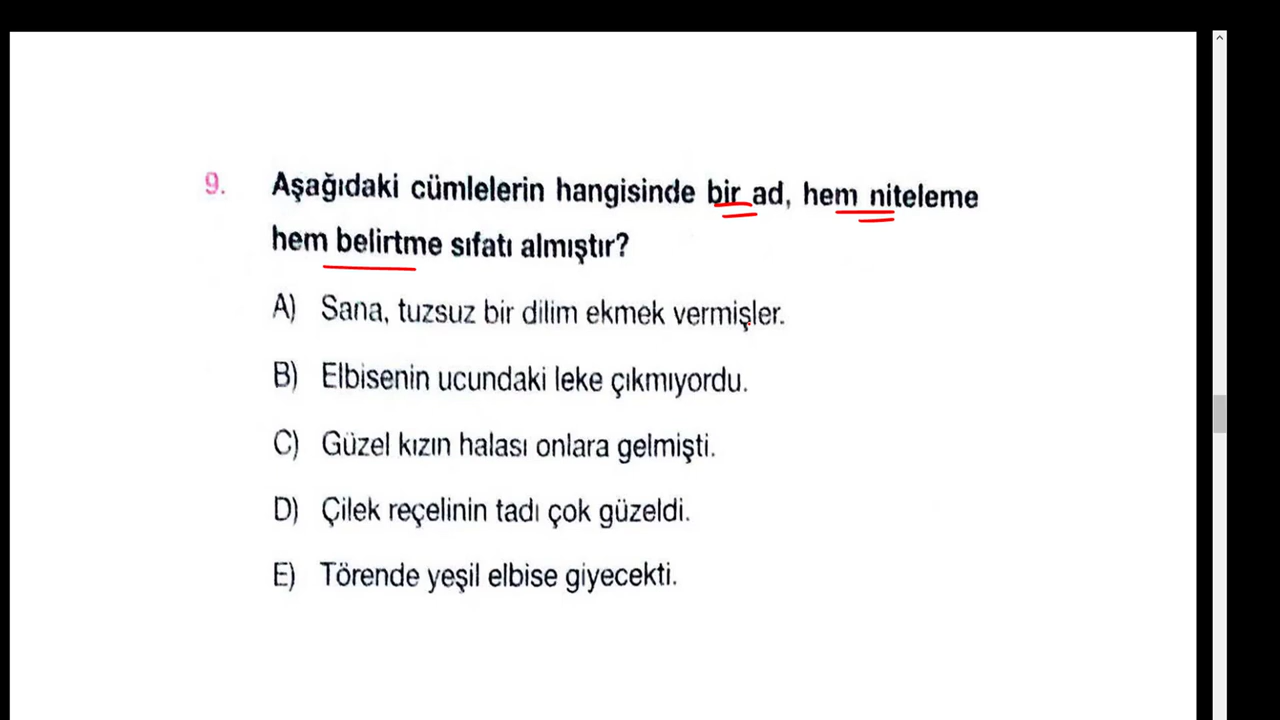 9. Aşağıdaki cümlelerin hangisinde bir ad, hem niteleme
hem belirtme sıfatı almıştır?
A) Sana, tuzsuz bir dilim ekmek vermişler.
B) Elbisenin ucundaki leke çıkmıyordu.
C) Güzel kızın halası onlara gelmişti.
D) Çilek reçelinin tadı çok güzeldi.
E) Törende yeşil elbise giyecekti.